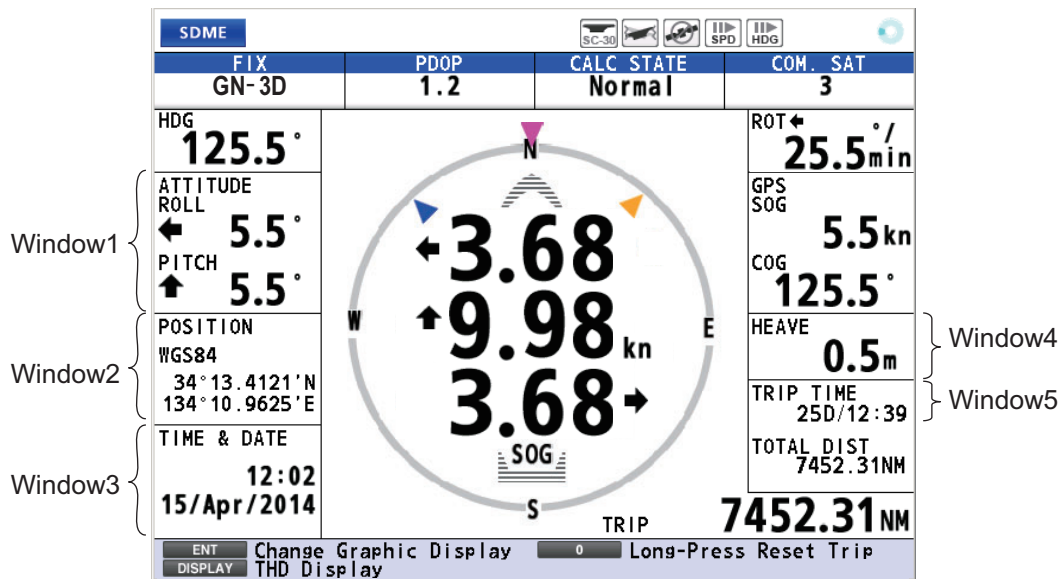 SDME
SC-30 SPD HDG
FIX PDOP CALC STATE COM. SAT
GN-3D 1.2 Normal 3
HDG
125.5°
Window1
ATTITUDE
ROLL
5.5°
PITCH
5.5°
Window2
POSITION
WGS84
34°13.4121'N
134°10.9625'E
Window3
TIME & DATE
12:02
15/Apr/2014
N
W
E
S
3.68
9.98 kn
3.68
SOG
ROT
25.5°/min
GPS
SOG
5.5kn
COG
125.5°
HEAVE
0.5m
Window4
TRIP TIME
25D/12:39
Window5
TOTAL DIST
7452.31NM
TRIP 7452.31NM
ENT Change Graphic Display 0 Long-Press Reset Trip
DISPLAY THD Display